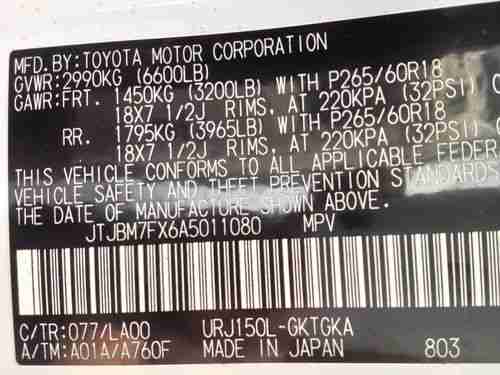 MFD.BY:TOYOTA MOTOR CORPORATION
GVWR:2990KG (6600LB)
GAWR:FRT. 1450KG (3200LB) WITH P265/60R18
18X7 1/2J RIMS, AT 220KPA (32PSI) C
RR. 1795KG (3965LB) WITH P265/60R18
18X7 1/2J RIMS, AT 220KPA (32PSI) C
THIS VEHICLE CONFORMS TO ALL APPLICABLE FEDER
VEHICLE SAFETY AND THEFT PREVENTION STANDARDS
THE DATE OF MANUFACTURE SHOWN ABOVE.
JTJBM7FX6A5011080 MPV
C/TR:077/LA00 URJ150L-GKTGKA
A/TM:A01A/A760F MADE IN JAPAN 803